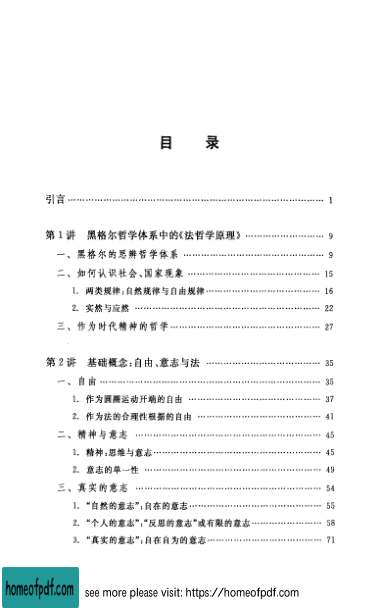 目 录
引言 1
第1讲 黑格尔哲学体系中的《法哲学原理》 9
一、黑格尔的思辨哲学体系 9
二、如何认识社会、国家现象 15
1. 两类规律:自然规律与自由规律 16
2. 实然与应然 22
三、作为时代精神的哲学 27
第2讲 基础概念:自由、意志与法 35
一、自由 35
1. 作为圆圈运动开端的自由 37
2. 作为法的合理性根据的自由 41
二、精神与意志 45
1. 精神:思维与意志 45
2. 意志的单一性 49
三、真实的意志 54
1. “自然的意志”:自在的意志 55
2. “个人的意志”:“反思的意志”或有限的意志 58
3. “真实的意志”:自在自为的意志 71
homeofpdf.com
see more please visit: https://homeofpdf.com